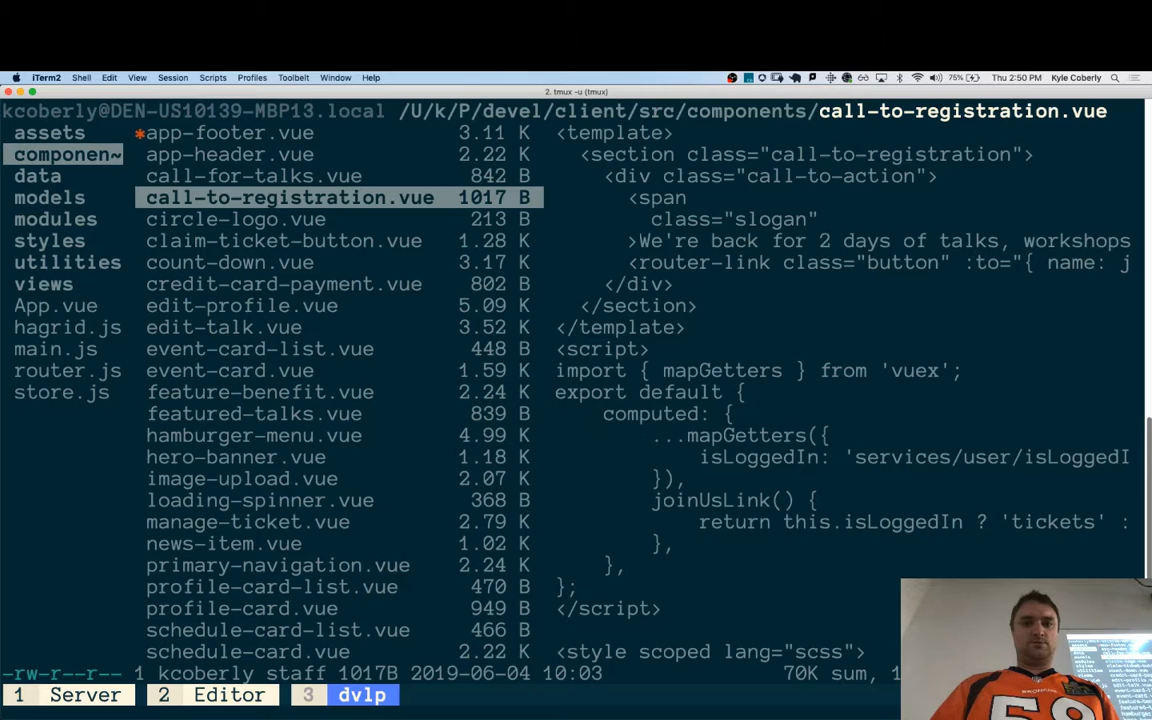 iTerm2 Shell Edit View Session Scripts Profiles Toolbelt Window Help 75% Thu 2:50 PM Kyle Coberly
2. tmux -u (tmux)
kcoberly@DEN-US10139-MBP13.local /U/k/P/devel/client/src/components/call-to-registration.vue
assets *app-footer.vue 3.11 K <template>
componen~ app-header.vue 2.22 K <section class="call-to-registration">
data call-for-talks.vue 842 B <div class="call-to-action">
models call-to-registration.vue 1017 B <span
modules circle-logo.vue 213 B class="slogan"
styles claim-ticket-button.vue 1.28 K >We're back for 2 days of talks, workshops
utilities count-down.vue 3.17 K <router-link class="button" :to="{ name: j
views credit-card-payment.vue 802 B </div>
App.vue edit-profile.vue 5.09 K </section>
hagrid.js edit-talk.vue 3.52 K </template>
main.js event-card-list.vue 448 B <script>
router.js event-card.vue 1.59 K import { mapGetters } from 'vuex';
store.js feature-benefit.vue 2.24 K export default {
featured-talks.vue 839 B computed: {
hamburger-menu.vue 4.99 K ...mapGetters({
hero-banner.vue 1.18 K isLoggedIn: 'services/user/isLoggedI
image-upload.vue 2.07 K }),
loading-spinner.vue 368 B joinUsLink() {
manage-ticket.vue 2.79 K return this.isLoggedIn ? 'tickets' :
news-item.vue 1.02 K },
primary-navigation.vue 2.24 K },
profile-card-list.vue 470 B };
profile-card.vue 949 B </script>
schedule-card-list.vue 466 B
schedule-card.vue 2.22 K <style scoped lang="scss">
-rw-r--r-- 1 kcoberly staff 1017B 2019-06-04 10:03 70K sum, 1
1 Server 2 Editor 3 dvlp
BRONCOS
58